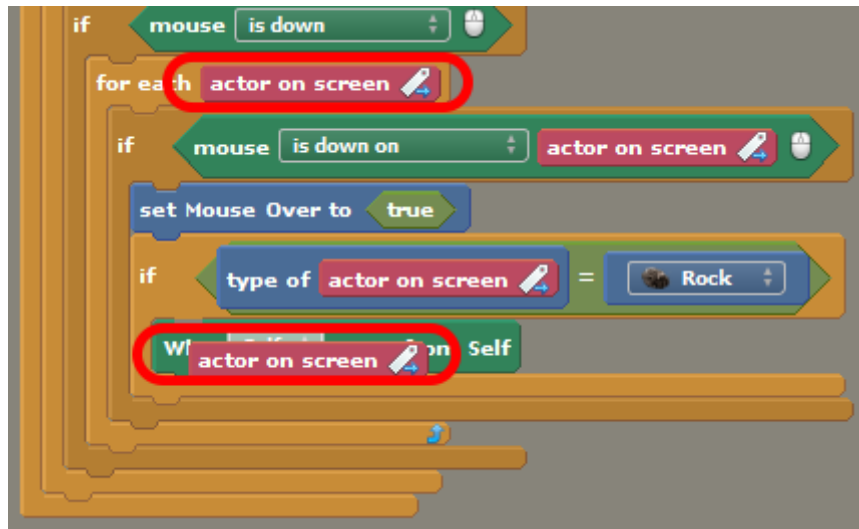 if mouse is down
for each actor on screen
if mouse is down on actor on screen
set Mouse Over to true
if type of actor on screen = Rock
actor on screen Self